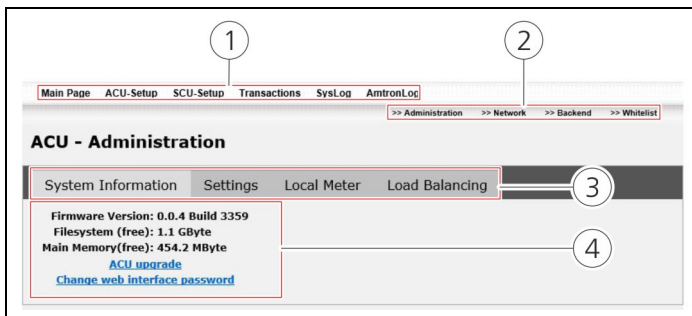 1 2
Main Page ACU-Setup SCU-Setup Transactions SysLog AmtronLog
>> Administration >> Network >> Backend >> Whitelist
ACU - Administration
System Information Settings Local Meter Load Balancing 3
Firmware Version: 0.0.4 Build 3359
Filesystem (free): 1.1 GByte
Main Memory(free): 454.2 MByte 4
ACU upgrade
Change web interface password